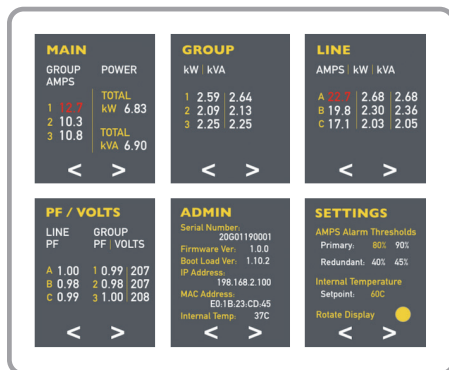 MAIN
GROUP AMPS POWER
1 12.7
2 10.3
3 10.8
TOTAL
kW 6.83
TOTAL
kVA 6.90
< >
GROUP
kW | kVA
1 2.59 | 2.64
2 2.09 | 2.13
3 2.25 | 2.25
< >
LINE
AMPS | kW | kVA
A 22.7 | 2.68 | 2.68
B 19.8 | 2.30 | 2.36
C 17.1 | 2.03 | 2.05
< >
PF / VOLTS
LINE PF
A 1.00
B 0.98
C 0.99
GROUP
PF | VOLTS
1 0.99 | 207
2 0.98 | 207
3 1.00 | 208
< >
ADMIN
Serial Number:
20G01190001
Firmware Ver: 1.0.0
Boot Load Ver: 1.10.2
IP Address:
198.168.2.100
MAC Address:
E0:1B:23:CD:45
Internal Temp: 37C
< >
SETTINGS
AMPS Alarm Thresholds
Primary: 80% 90%
Redundant: 40% 45%
Internal Temperature
Setpoint: 60C
Rotate Display
< >